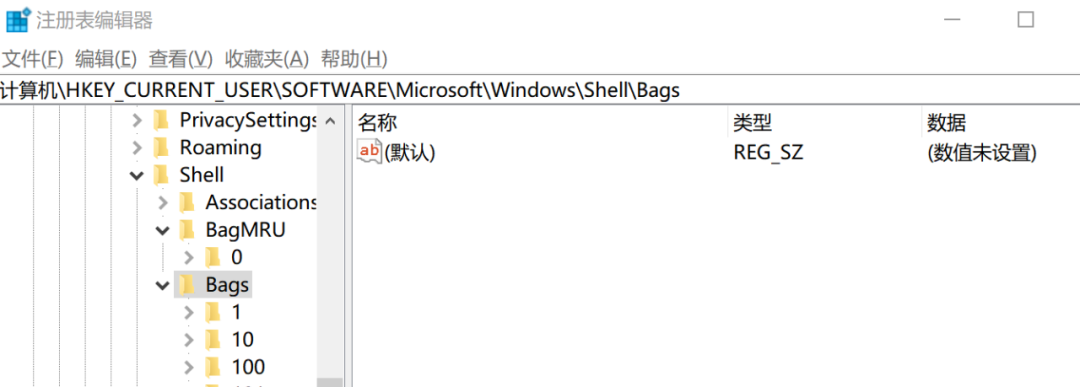 注册表编辑器
文件(F) 编辑(E) 查看(V) 收藏夹(A) 帮助(H)
计算机\HKEY_CURRENT_USER\SOFTWARE\Microsoft\Windows\Shell\Bags
PrivacySettings
Roaming
Shell
Associations
BagMRU
0
Bags
1
10
100
名称 类型 数据
ab (默认) REG_SZ (数值未设置)